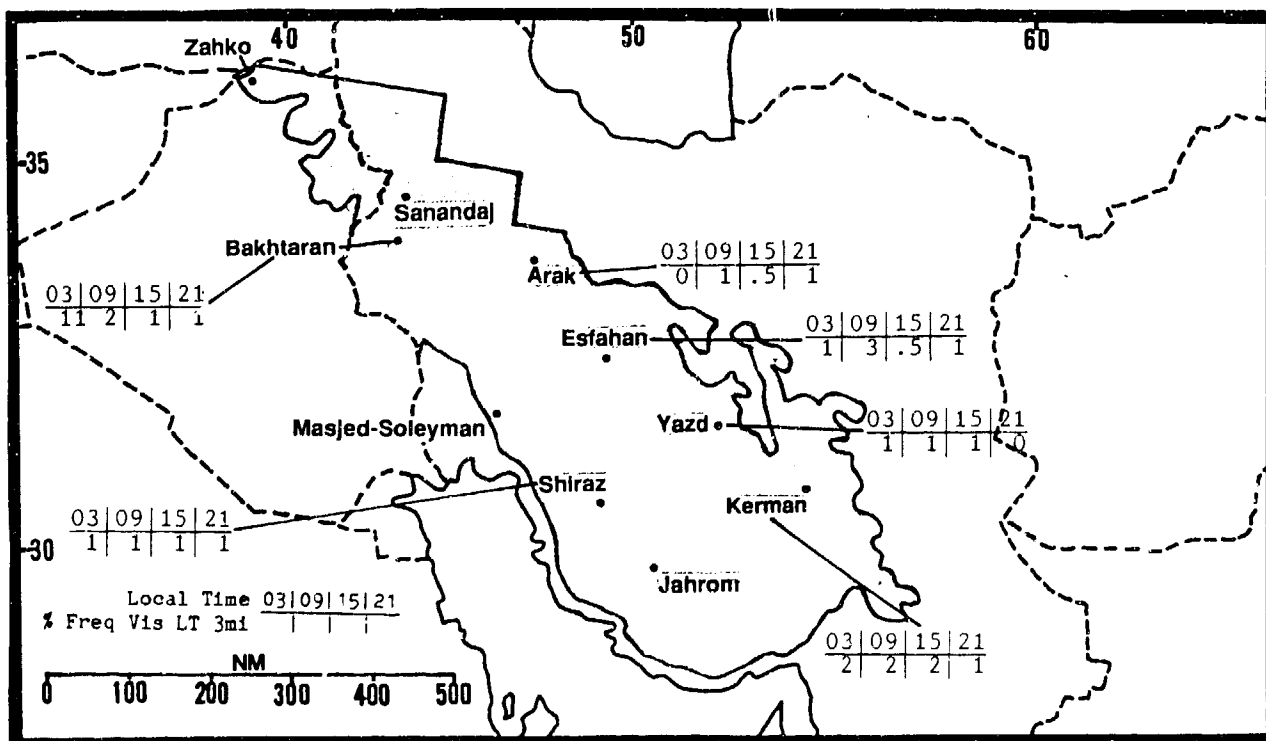 40 50 60
Zahko
35
Sanandaj
Bakhtaran
Arak
03|09|15|21
0| 1|.5| 1
03|09|15|21
11 2| 1| 1
Esfahan
03|09|15|21
1| 3|.5| 1
Masjed-Soleyman
Yazd
03|09|15|21
1| 1| 1| 0
Shiraz
Kerman
03|09|15|21
1| 1| 1| 1
30
Jahrom
Local Time 03|09|15|21
% Freq Vis LT 3mi | | |
03|09|15|21
2| 2| 2| 1
NM
0 100 200 300 400 500